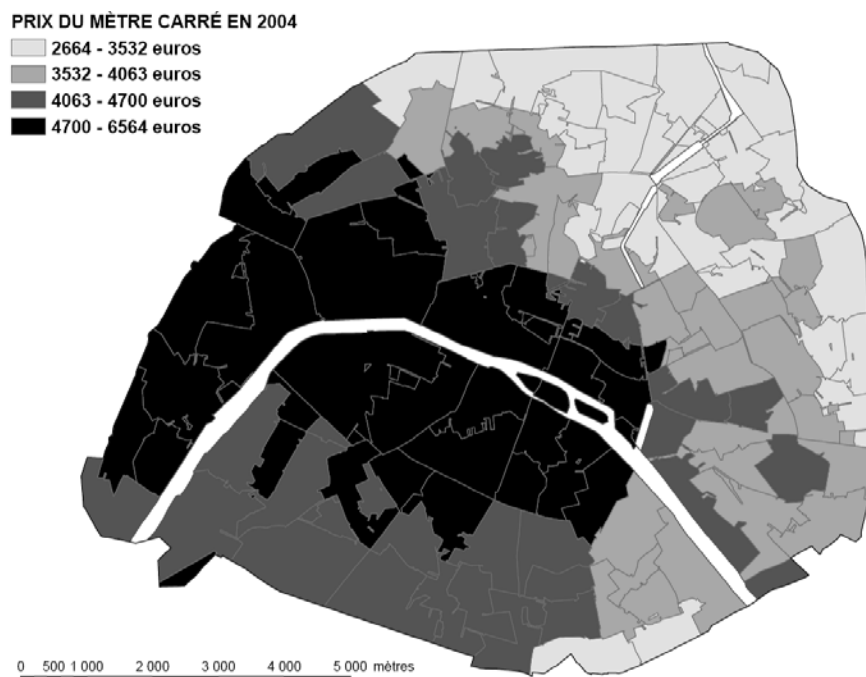 PRIX DU MÈTRE CARRÉ EN 2004
2664 - 3532 euros
3532 - 4063 euros
4063 - 4700 euros
4700 - 6564 euros
0 500 1 000 2 000 3 000 4 000 5 000 mètres